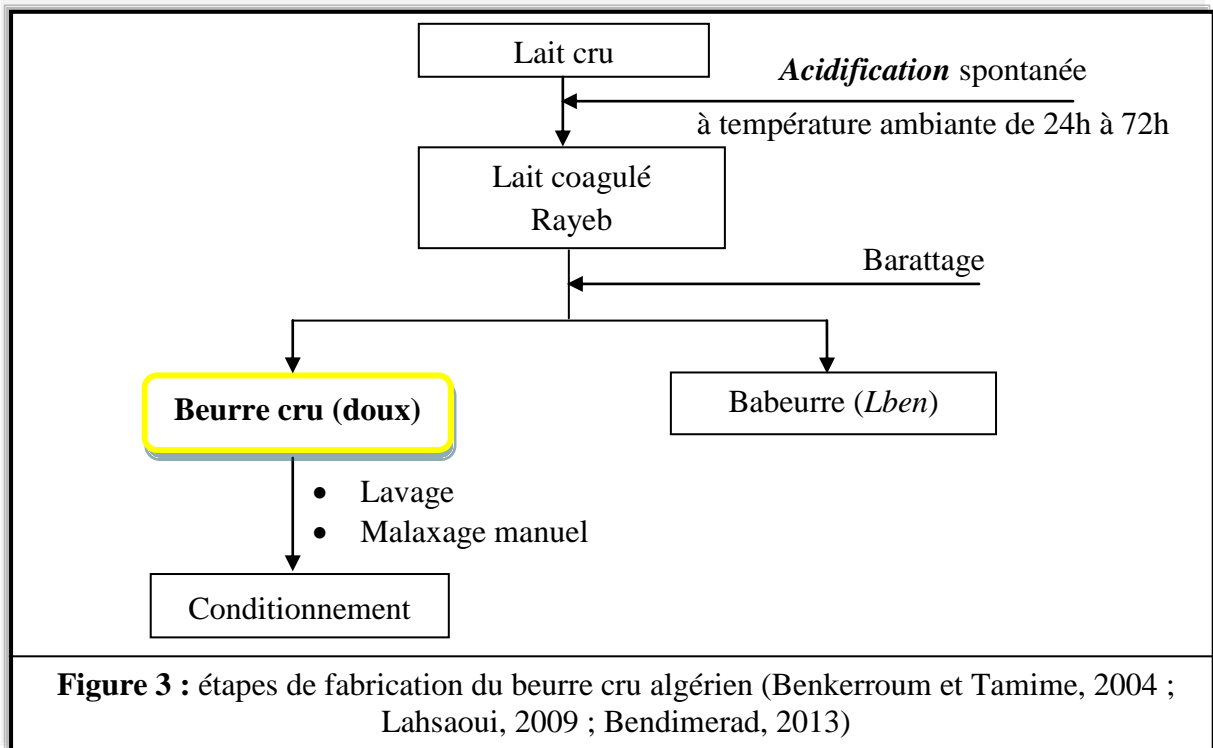 Lait cru
Acidification spontanée
à température ambiante de 24h à 72h
Lait coagulé
Rayeb
Barattage
Beurre cru (doux)
Babeurre (Lben)
• Lavage
• Malaxage manuel
Conditionnement
Figure 3 : étapes de fabrication du beurre cru algérien (Benkerroum et Tamime, 2004 ;
Lahsaoui, 2009 ; Bendimerad, 2013)